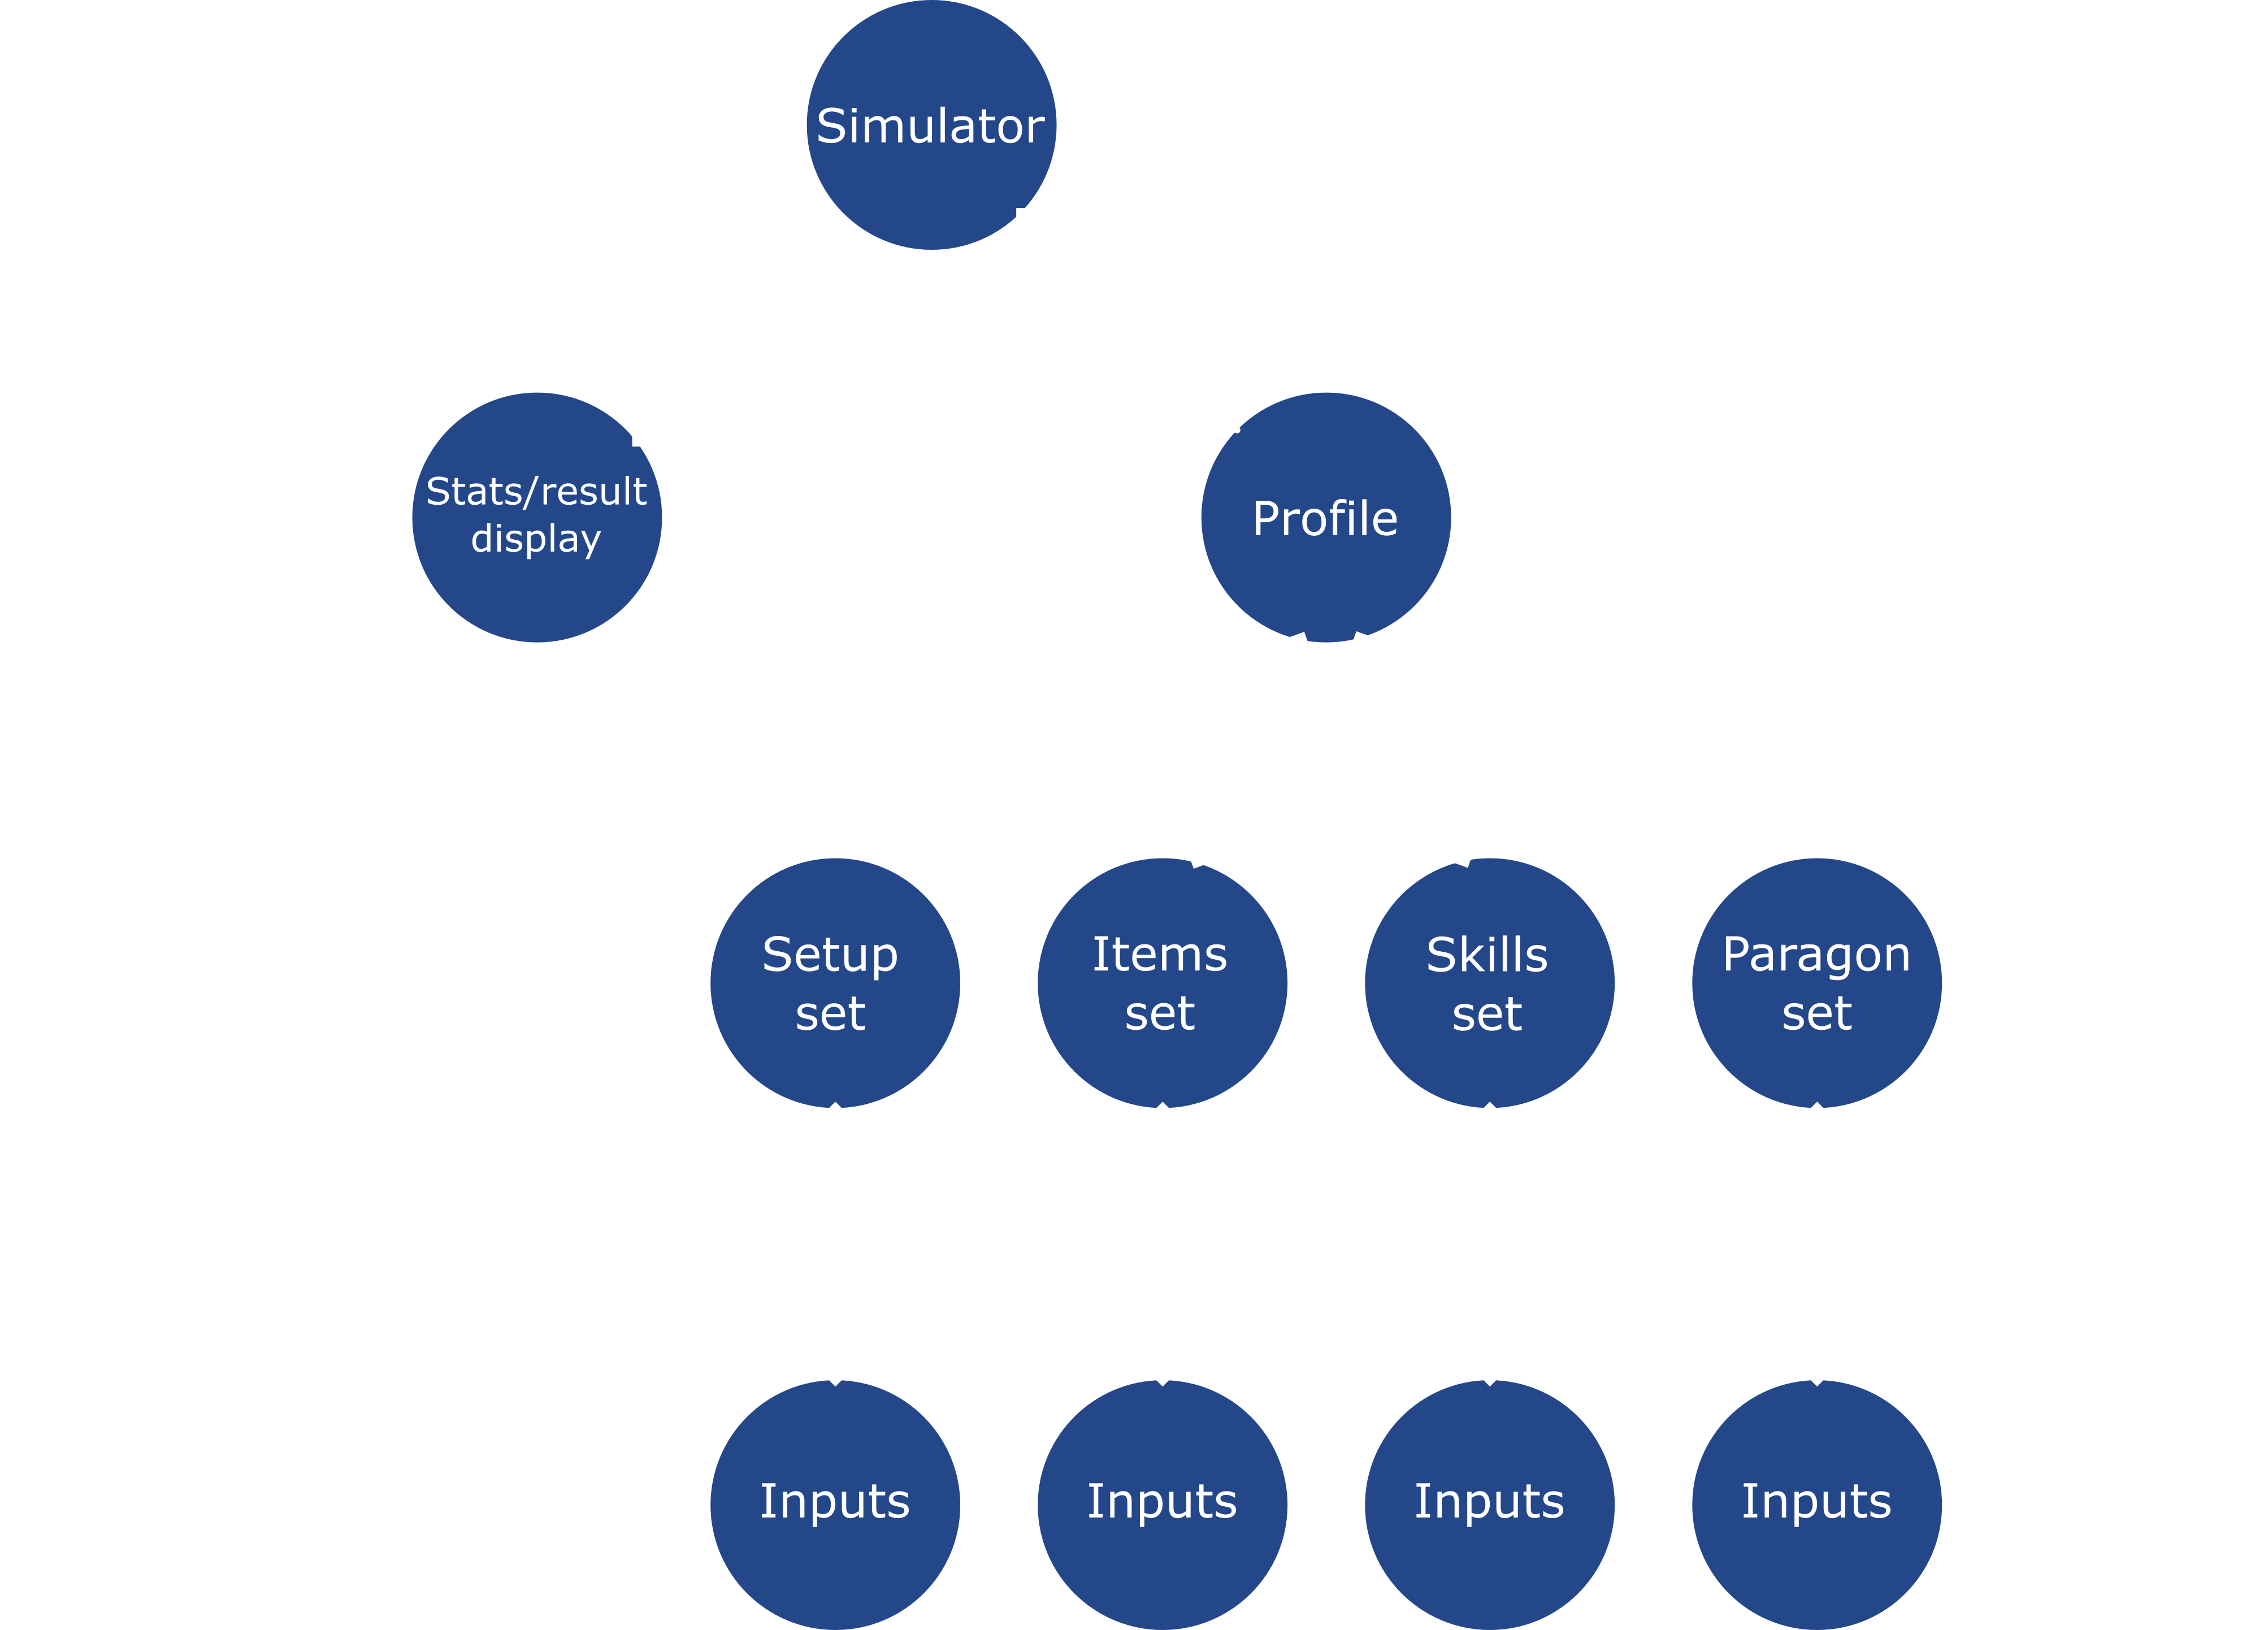 Simulator
Stats/result
display
Profile
Setup
set
Items
set
Skills
set
Paragon
set
Inputs
Inputs
Inputs
Inputs